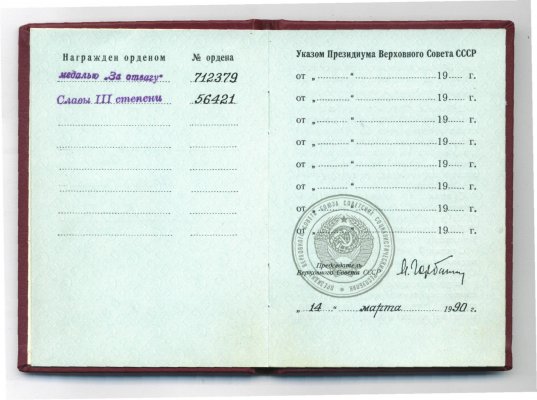 Награжден орденом № ордена
медалью „За отвагу" 712379
Славы III степени 56421
Указом Президиума Верховного Совета СССР
от „ " 19 г.
от „ " 19 г.
от „ " 19 г.
от „ " 19 г.
от „ " 19 г.
от „ " 19 г.
от „ " 19 г.
от „ " 19 г.
Председатель
Верховного Совета СССР
„ 14 " марта 1990 г.